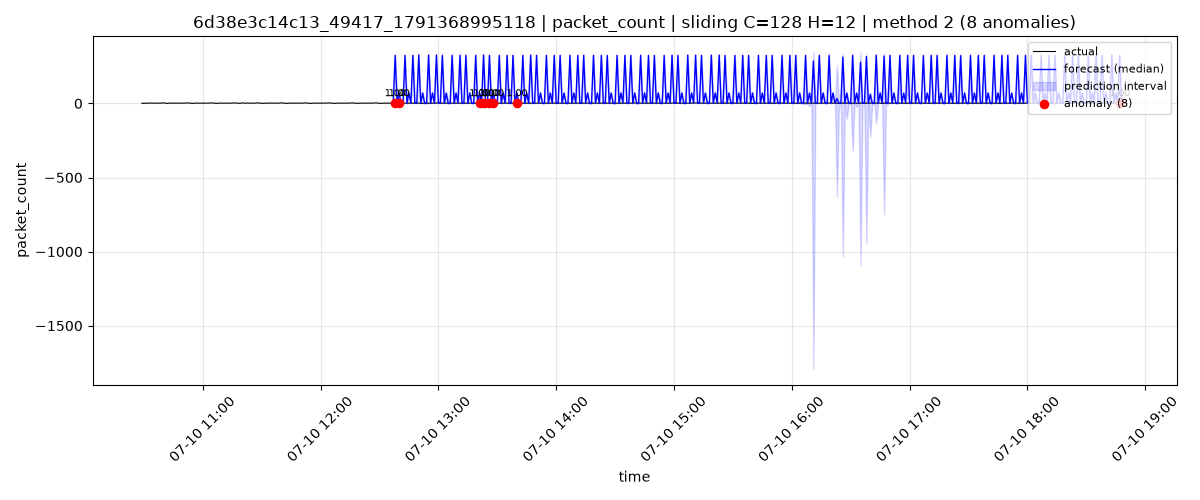 6d38e3c14c13_49417_1791368995118 | packet_count | sliding C=128 H=12 | method 2 (8 anomalies)
actual
forecast (median)
prediction interval
anomaly (8)
packet_count
0
−500
−1000
−1500
1.00
07-10 11:00
07-10 12:00
07-10 13:00
07-10 14:00
07-10 15:00
07-10 16:00
07-10 17:00
07-10 18:00
07-10 19:00
time